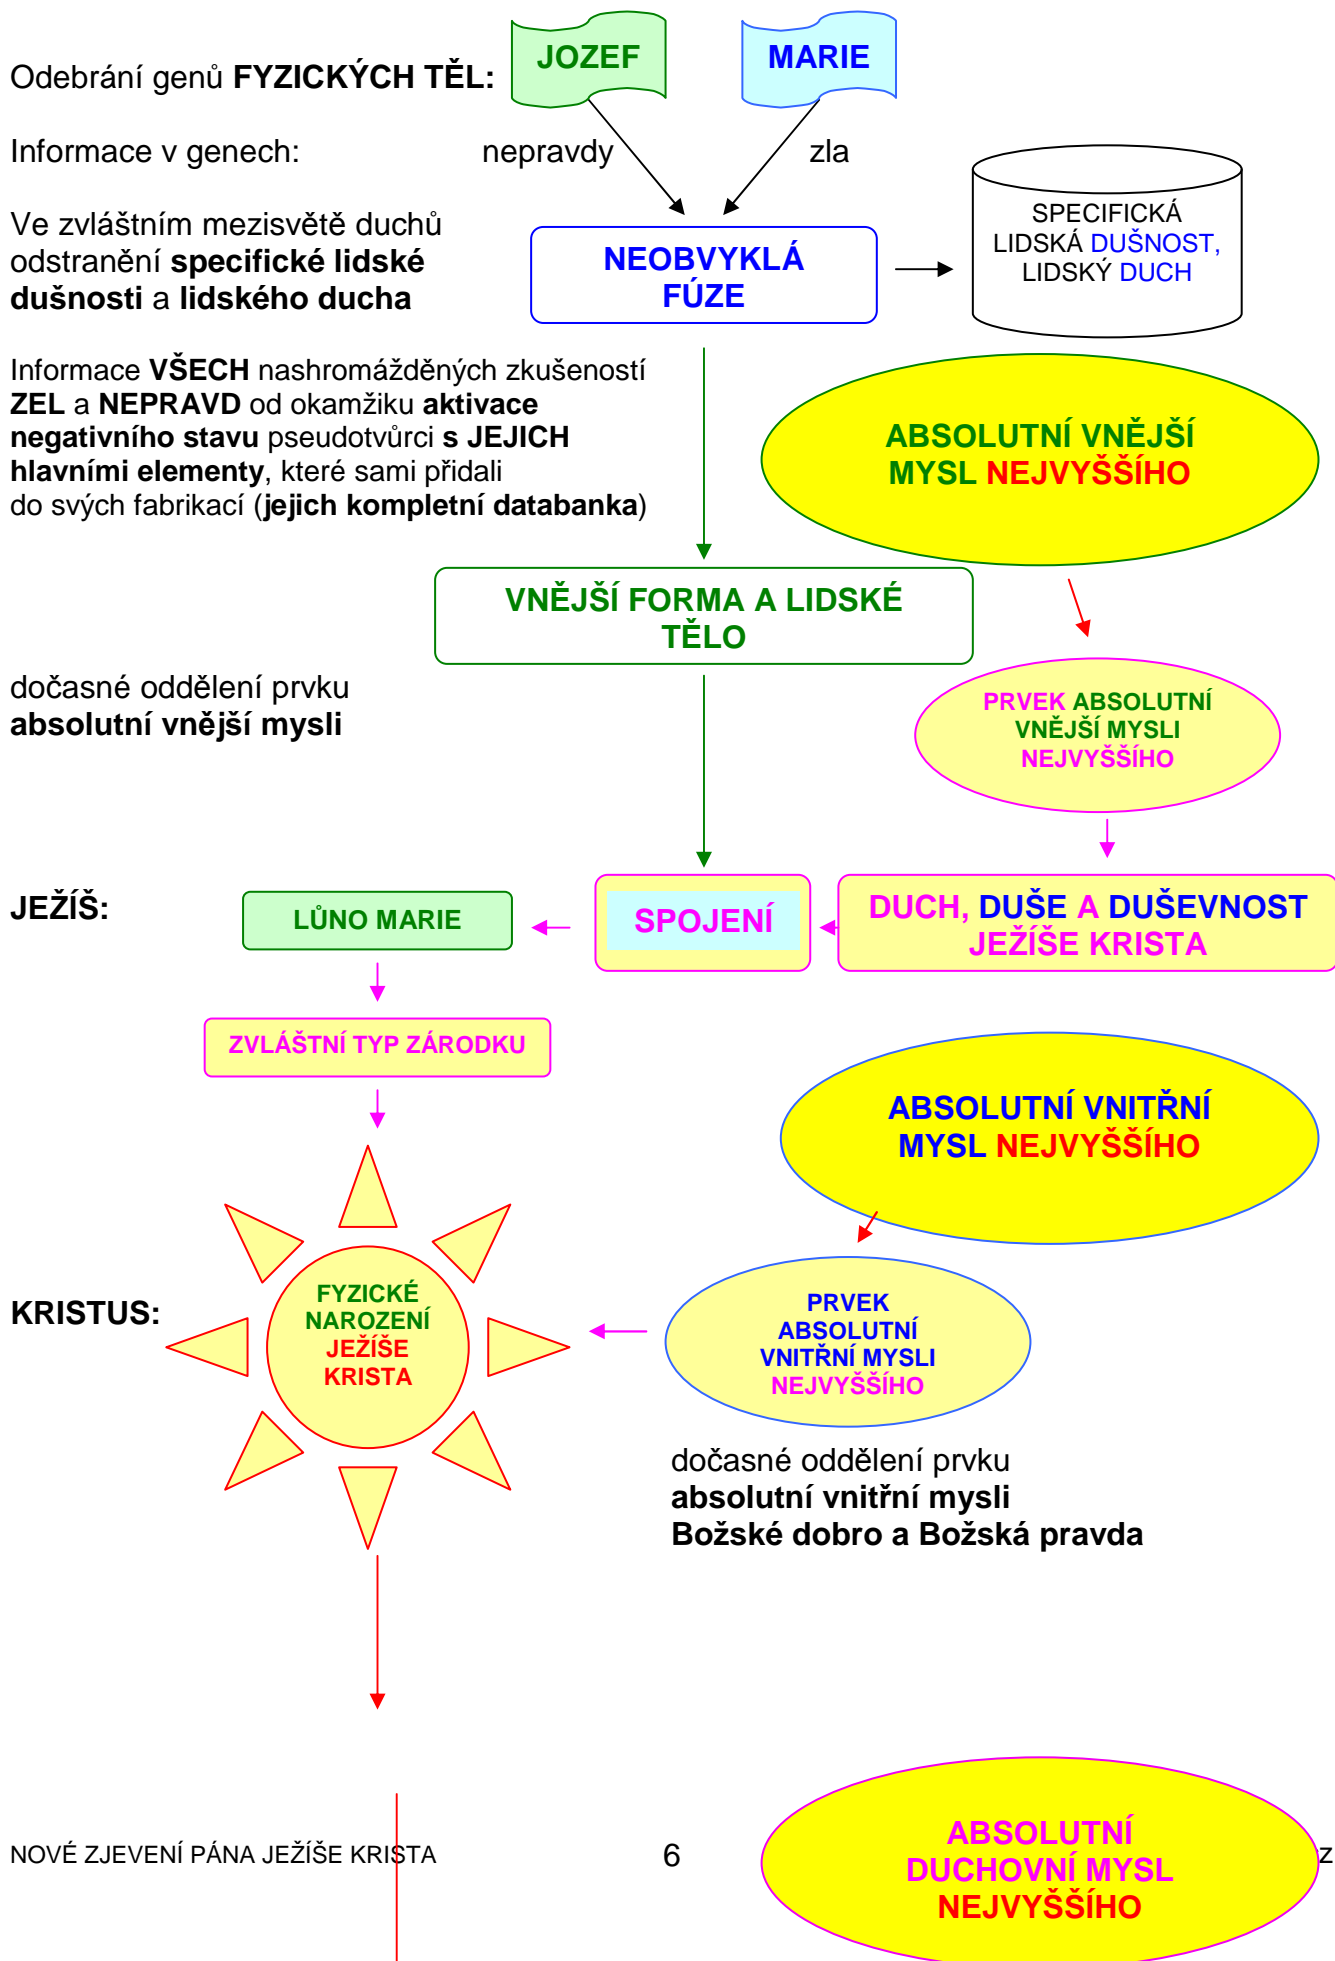 JOZEF
MARIE
Odebrání genů FYZICKÝCH TĚL:
Informace v genech:
nepravdy
zla
Ve zvláštním mezisvětě duchů
odstranění specifické lidské
dušnosti a lidského ducha
NEOBVYKLÁ
FÚZE
SPECIFICKÁ
LIDSKÁ DUŠNOST,
LIDSKÝ DUCH
Informace VŠECH nashromážděných zkušeností
ZEL a NEPRAVD od okamžiku aktivace
negativního stavu pseudotvůrci s JEJICH
hlavními elementy, které sami přidali
do svých fabrikací (jejich kompletní databanka)
ABSOLUTNÍ VNĚJŠÍ
MYSL NEJVYŠŠÍHO
VNĚJŠÍ FORMA A LIDSKÉ
TĚLO
dočasné oddělení prvku
absolutní vnější mysli
PRVEK ABSOLUTNÍ
VNĚJŠÍ MYSLI
NEJVYŠŠÍHO
JEŽÍŠ:
LŮNO MARIE
SPOJENÍ
DUCH, DUŠE A DUŠEVNOST
JEŽÍŠE KRISTA
ZVLÁŠTNÍ TYP ZÁRODKU
ABSOLUTNÍ VNITŘNÍ
MYSL NEJVYŠŠÍHO
KRISTUS:
FYZICKÉ
NAROZENÍ
JEŽÍŠE
KRISTA
PRVEK
ABSOLUTNÍ
VNITŘNÍ MYSLI
NEJVYŠŠÍHO
dočasné oddělení prvku
absolutní vnitřní mysli
Božské dobro a Božská pravda
ABSOLUTNÍ
DUCHOVNÍ MYSL
NEJVYŠŠÍHO
NOVÉ ZJEVENÍ PÁNA JEŽÍŠE KRISTA
6
z